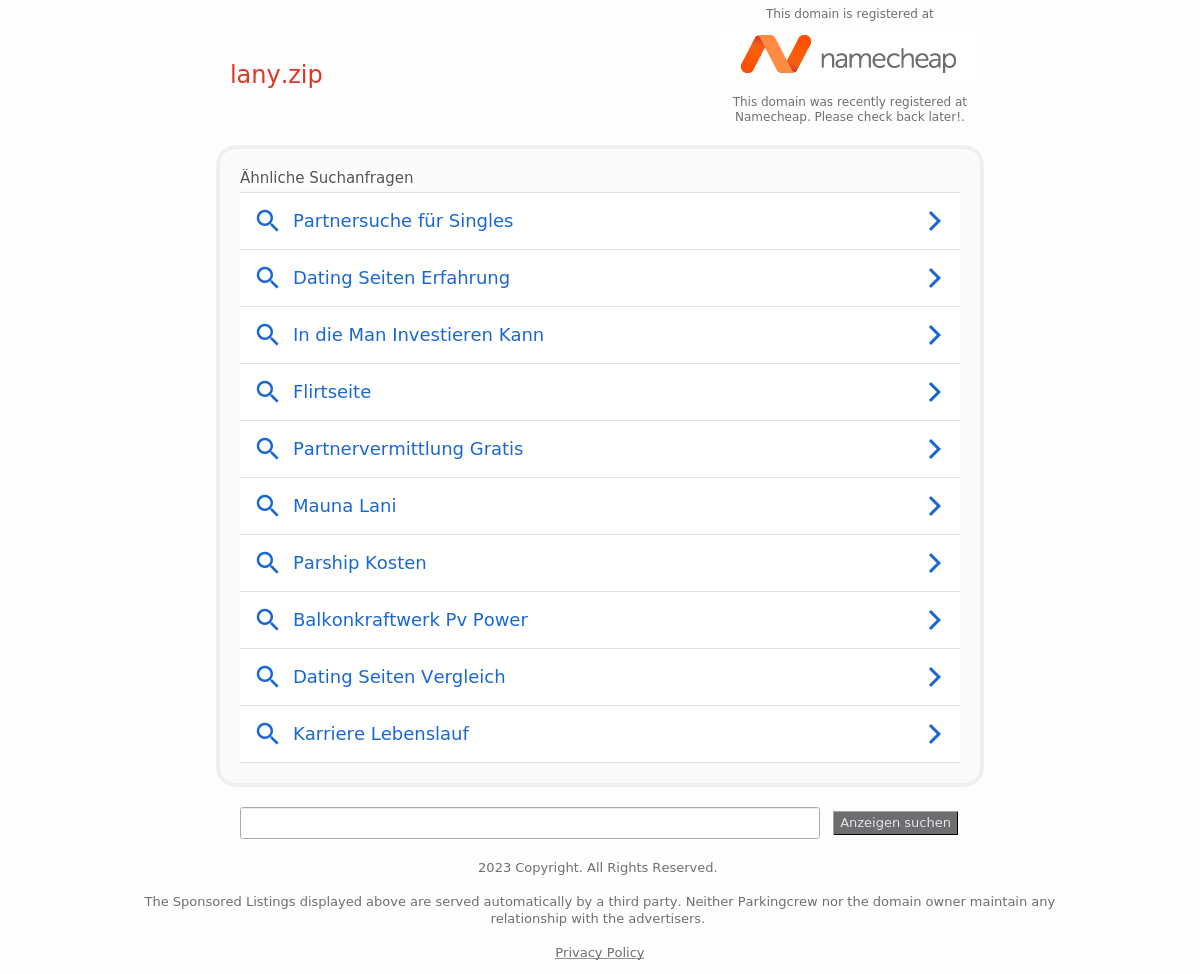 This domain is registered at
namecheap
lany.zip
This domain was recently registered at
Namecheap. Please check back later!.
Ähnliche Suchanfragen
Partnersuche für Singles
Dating Seiten Erfahrung
In die Man Investieren Kann
Flirtseite
Partnervermittlung Gratis
Mauna Lani
Parship Kosten
Balkonkraftwerk Pv Power
Dating Seiten Vergleich
Karriere Lebenslauf
Anzeigen suchen
2023 Copyright. All Rights Reserved.
The Sponsored Listings displayed above are served automatically by a third party. Neither Parkingcrew nor the domain owner maintain any
relationship with the advertisers.
Privacy Policy